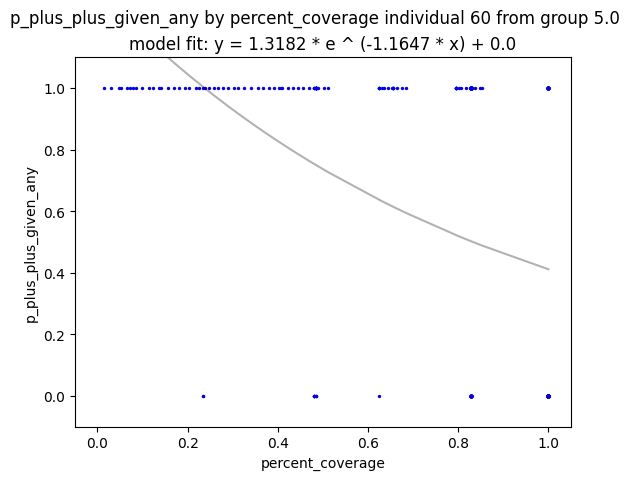 p_plus_plus_given_any by percent_coverage individual 60 from group 5.0
model fit: y = 1.3182 * e ^ (-1.1647 * x) + 0.0
1.0
0.8
0.6
0.4
0.2
0.0
p_plus_plus_given_any
0.0 0.2 0.4 0.6 0.8 1.0
percent_coverage